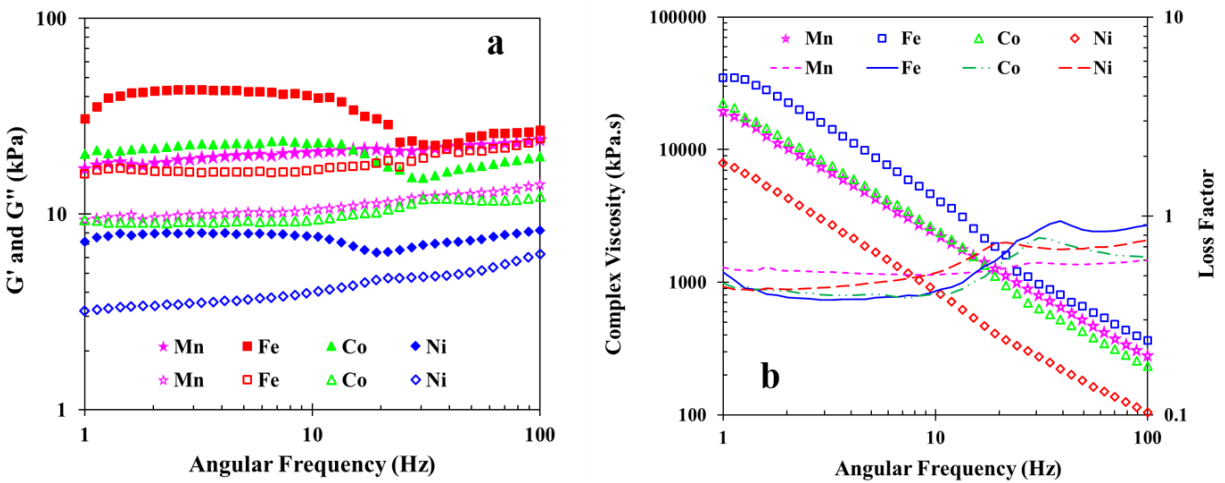 a
G' and G'' (kPa)
100
10
1
Mn Fe Co Ni
Mn Fe Co Ni
1 10 100
Angular Frequency (Hz)
b
Complex Viscosity (kPa.s)
100000
10000
1000
100
Mn Fe Co Ni
Mn Fe Co Ni
10
1
0.1
Loss Factor
1 10 100
Angular Frequency (Hz)